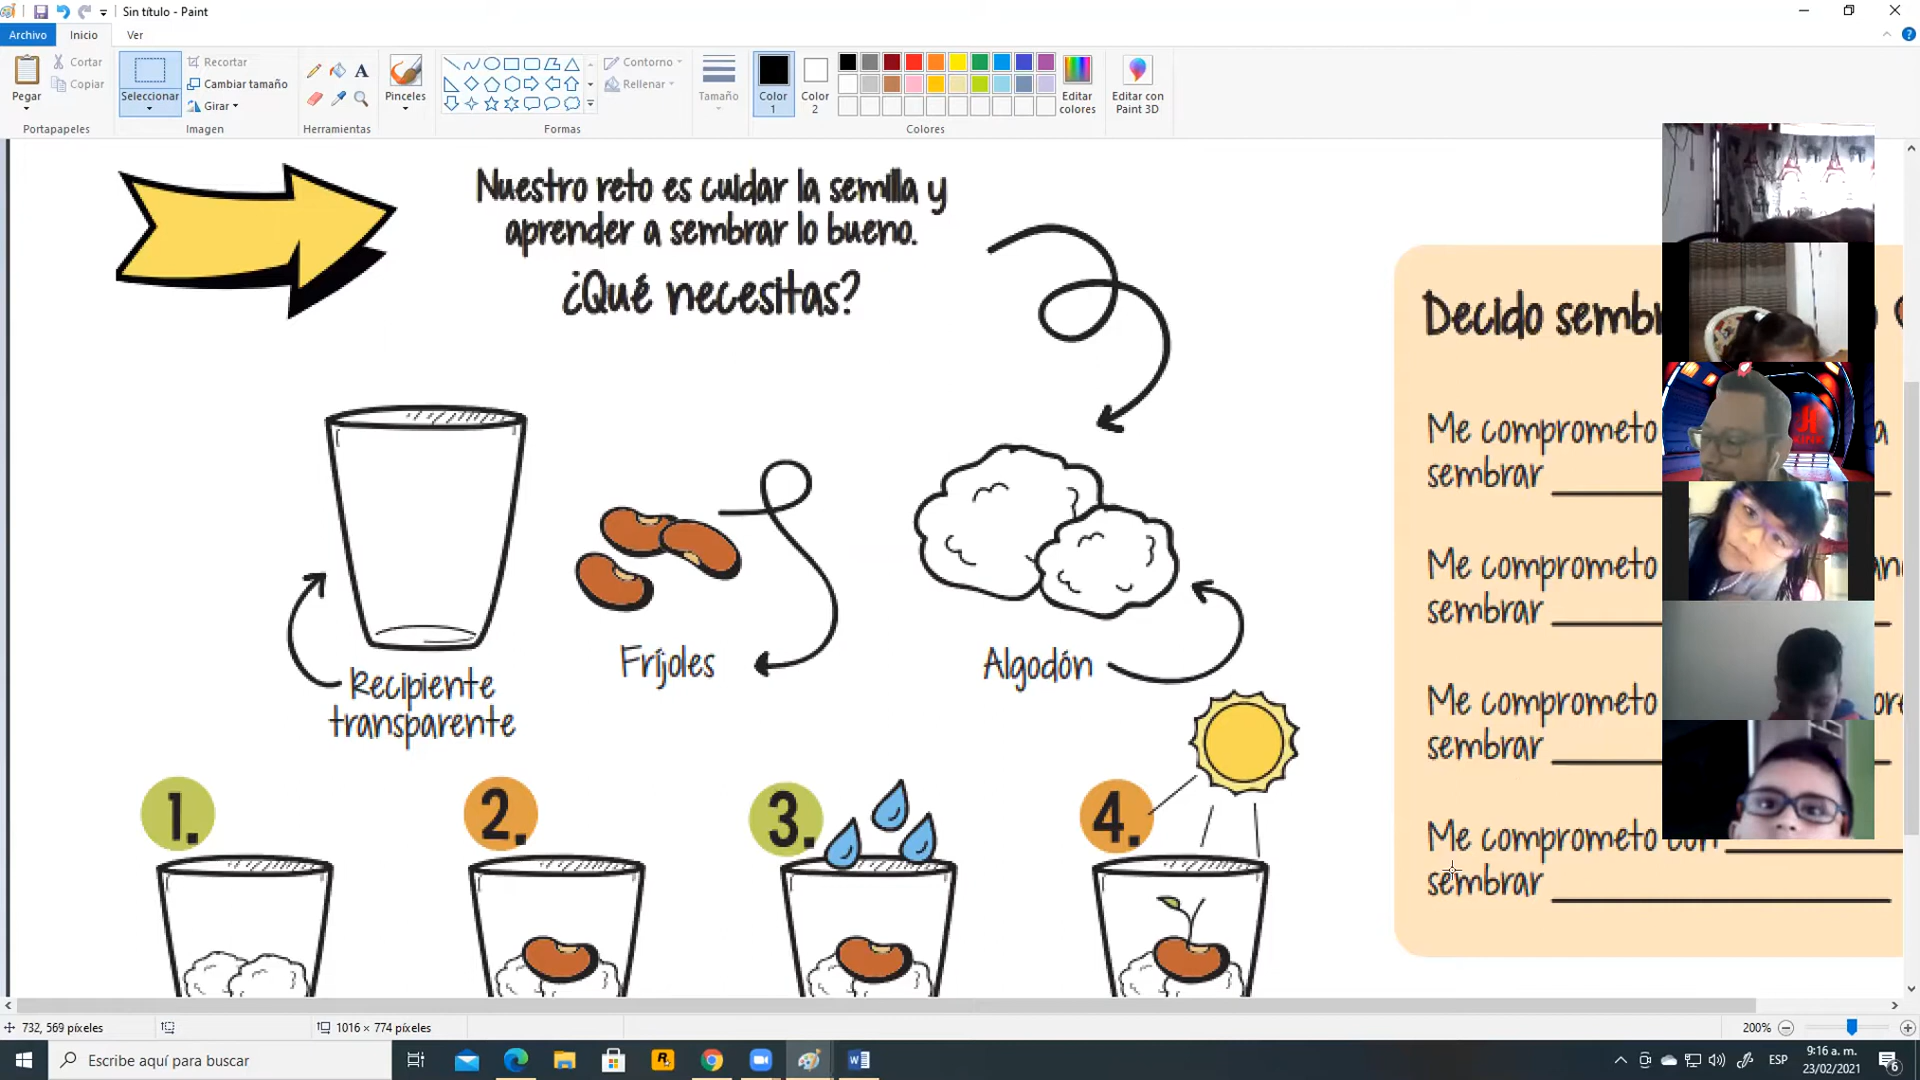 Sin título - Paint
Archivo
Inicio
Ver
Pegar
Cortar
Copiar
Portapapeles
Seleccionar
Recortar
Cambiar tamaño
Girar
Imagen
Herramientas
Pinceles
Formas
Contorno
Rellenar
Tamaño
Color 1
Color 2
Colores
Editar colores
Editar con Paint 3D
Nuestro reto es cuidar la semilla y
aprender a sembrar lo bueno.
¿Qué necesitas?
Recipiente
transparente
Fríjoles
Algodón
1.
2.
3.
4.
Decido
Me comprometo
sembrar
Me comprometo
sembrar
Me comprometo
sembrar
Me comprometo con
sembrar
732, 569 píxeles
1016 × 774 píxeles
200%
Escribe aquí para buscar
ESP
9:16 a. m.
23/02/2021
6